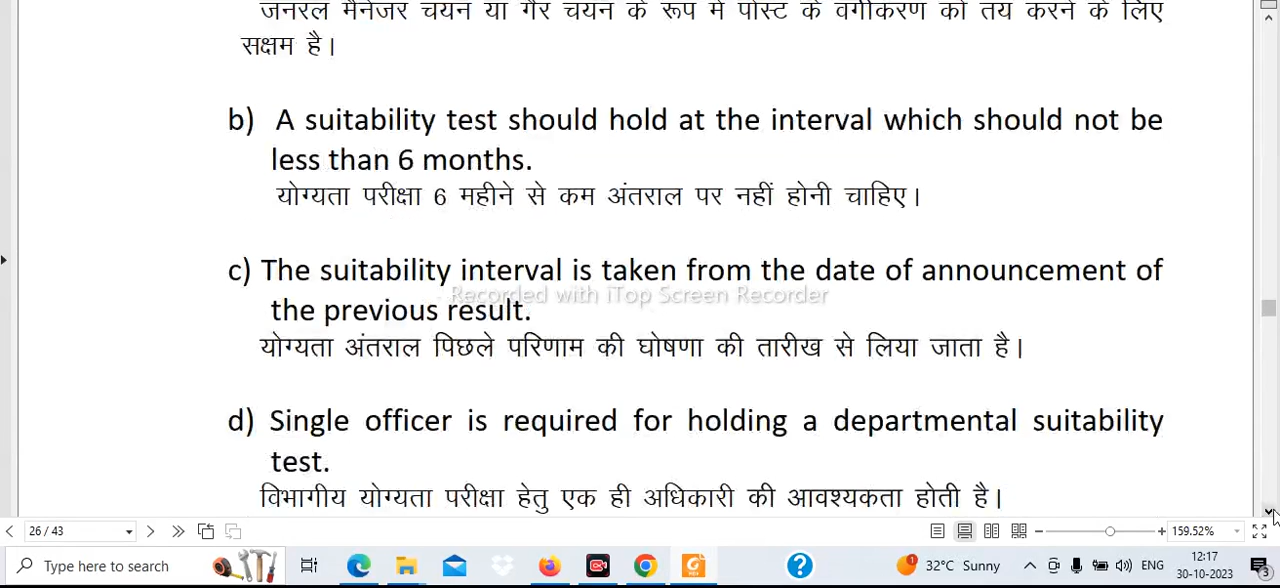 जनरल मैनेजर चयन या गैर चयन के रूप में पोस्ट के वर्गीकरण को तय करने के लिए
सक्षम है।
b) A suitability test should hold at the interval which should not be
less than 6 months.
योग्यता परीक्षा 6 महीने से कम अंतराल पर नहीं होनी चाहिए।
c) The suitability interval is taken from the date of announcement of
the previous result.
Recorded with iTop Screen Recorder
योग्यता अंतराल पिछले परिणाम की घोषणा की तारीख से लिया जाता है।
d) Single officer is required for holding a departmental suitability
test.
विभागीय योग्यता परीक्षा हेतु एक ही अधिकारी की आवश्यकता होती है।
26 / 43
159.52%
Type here to search
32°C Sunny
ENG
12:17
30-10-2023
3